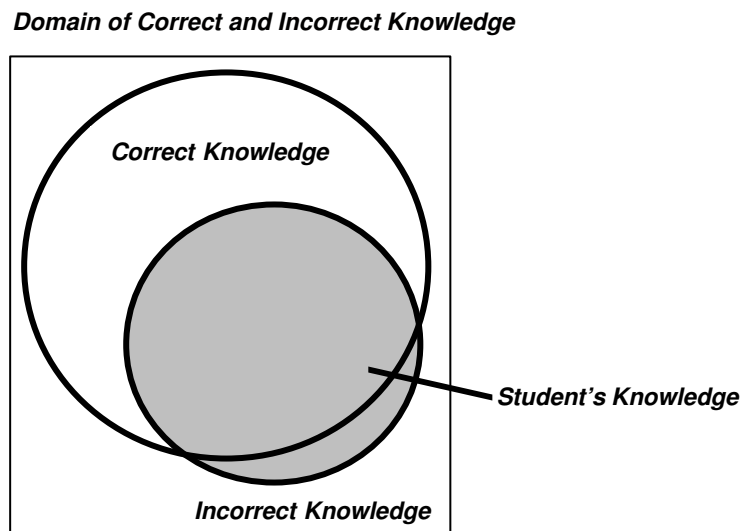 Domain of Correct and Incorrect Knowledge
Correct Knowledge
Student’s Knowledge
Incorrect Knowledge